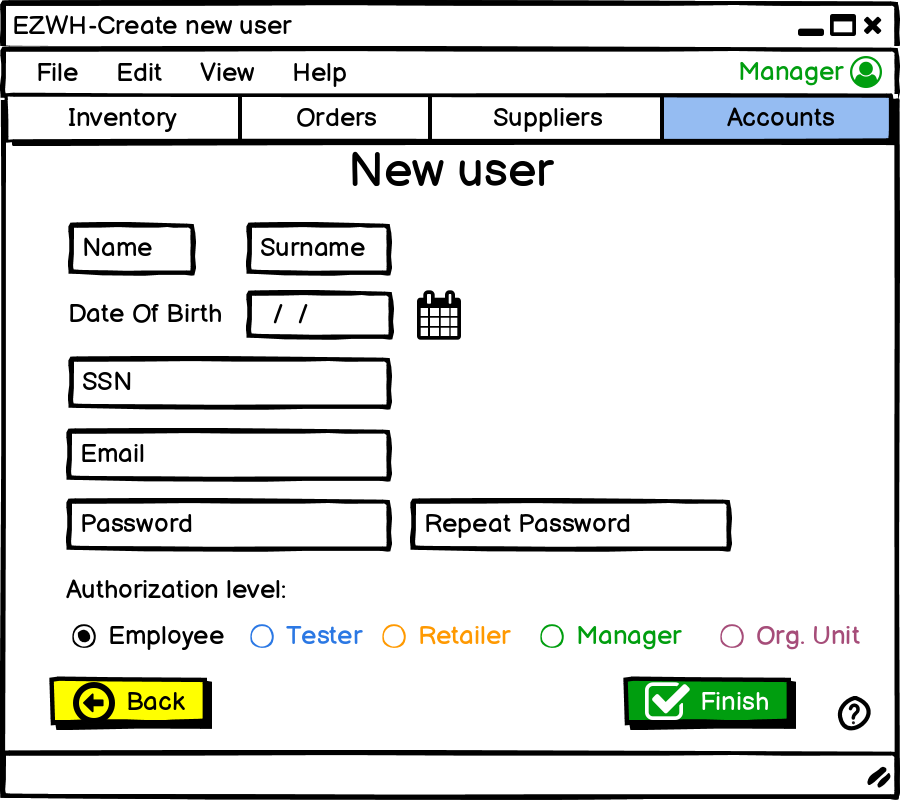 EZWH-Create new user
File Edit View Help Manager
Inventory Orders Suppliers Accounts
New user
Name Surname
Date Of Birth / /
SSN
Email
Password Repeat Password
Authorization level:
Employee Tester Retailer Manager Org. Unit
Back Finish ?